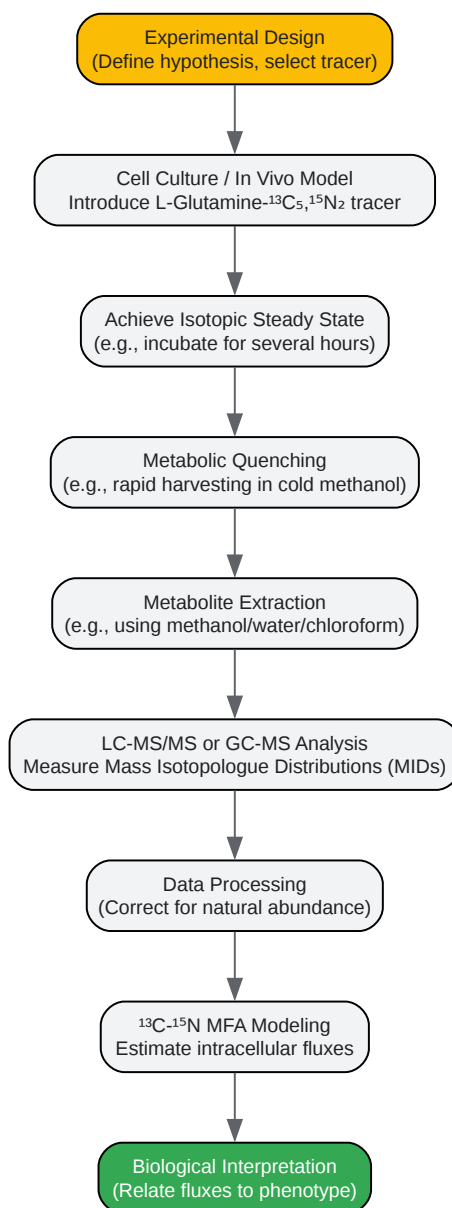 Experimental Design
(Define hypothesis, select tracer)
Cell Culture / In Vivo Model
Introduce L-Glutamine-¹³C₅,¹⁵N₂ tracer
Achieve Isotopic Steady State
(e.g., incubate for several hours)
Metabolic Quenching
(e.g., rapid harvesting in cold methanol)
Metabolite Extraction
(e.g., using methanol/water/chloroform)
LC-MS/MS or GC-MS Analysis
Measure Mass Isotopologue Distributions (MIDs)
Data Processing
(Correct for natural abundance)
¹³C-¹⁵N MFA Modeling
Estimate intracellular fluxes
Biological Interpretation
(Relate fluxes to phenotype)